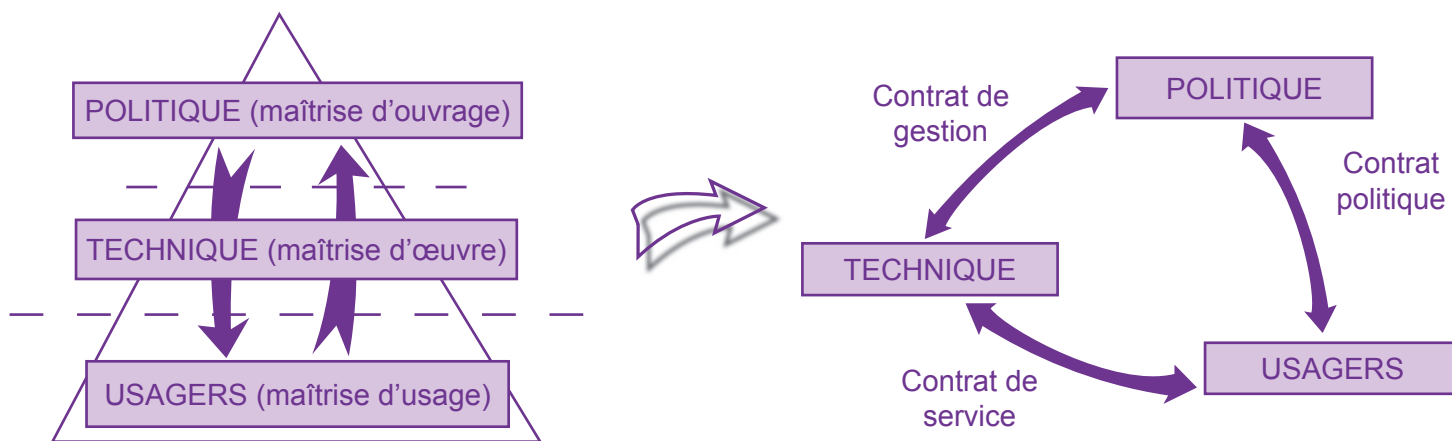 POLITIQUE (maîtrise d’ouvrage)
TECHNIQUE (maîtrise d’œuvre)
USAGERS (maîtrise d’usage)
POLITIQUE
Contrat de
gestion
Contrat
politique
TECHNIQUE
USAGERS
Contrat de
service